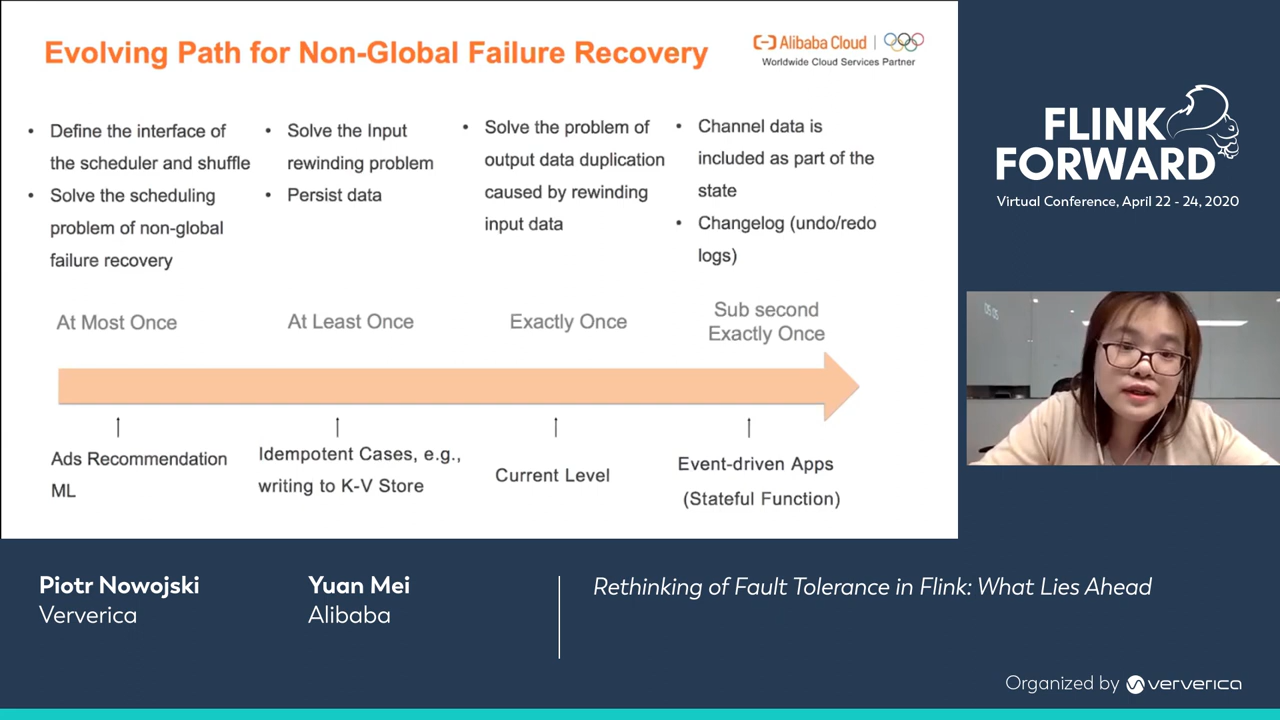 Evolving Path for Non-Global Failure Recovery
Alibaba Cloud
Worldwide Cloud Services Partner
• Define the interface of
the scheduler and shuffle
• Solve the scheduling
problem of non-global
failure recovery
• Solve the Input
rewinding problem
• Persist data
• Solve the problem of
output data duplication
caused by rewinding
input data
• Channel data is
included as part of the
state
• Changelog (undo/redo
logs)
At Most Once
At Least Once
Exactly Once
Sub second
Exactly Once
Ads Recommendation
ML
Idempotent Cases, e.g.,
writing to K-V Store
Current Level
Event-driven Apps
(Stateful Function)
FLINK
FORWARD
Virtual Conference, April 22 - 24, 2020
Piotr Nowojski
Ververica
Yuan Mei
Alibaba
Rethinking of Fault Tolerance in Flink: What Lies Ahead
Organized by ververica